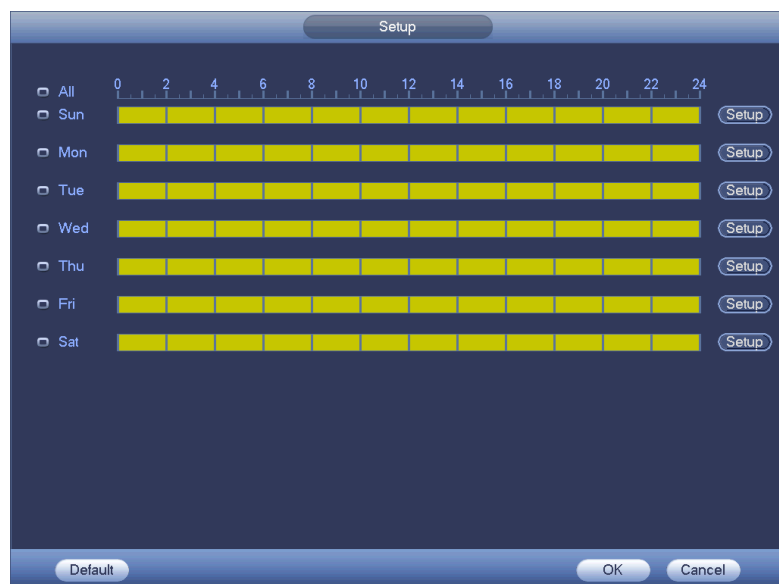 Setup
All 0 2 4 6 8 10 12 14 16 18 20 22 24
Sun Setup
Mon Setup
Tue Setup
Wed Setup
Thu Setup
Fri Setup
Sat Setup
Default OK Cancel